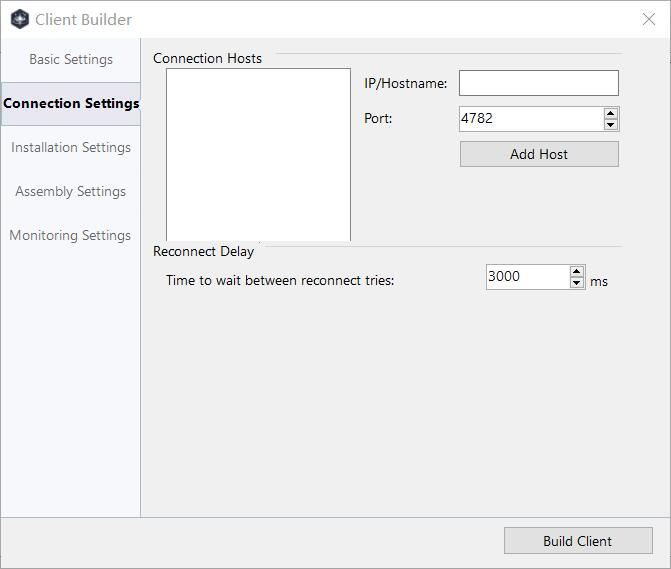 Client Builder
Basic Settings
Connection Settings
Installation Settings
Assembly Settings
Monitoring Settings
Connection Hosts
IP/Hostname:
Port: 4782
Add Host
Reconnect Delay
Time to wait between reconnect tries: 3000 ms
Build Client